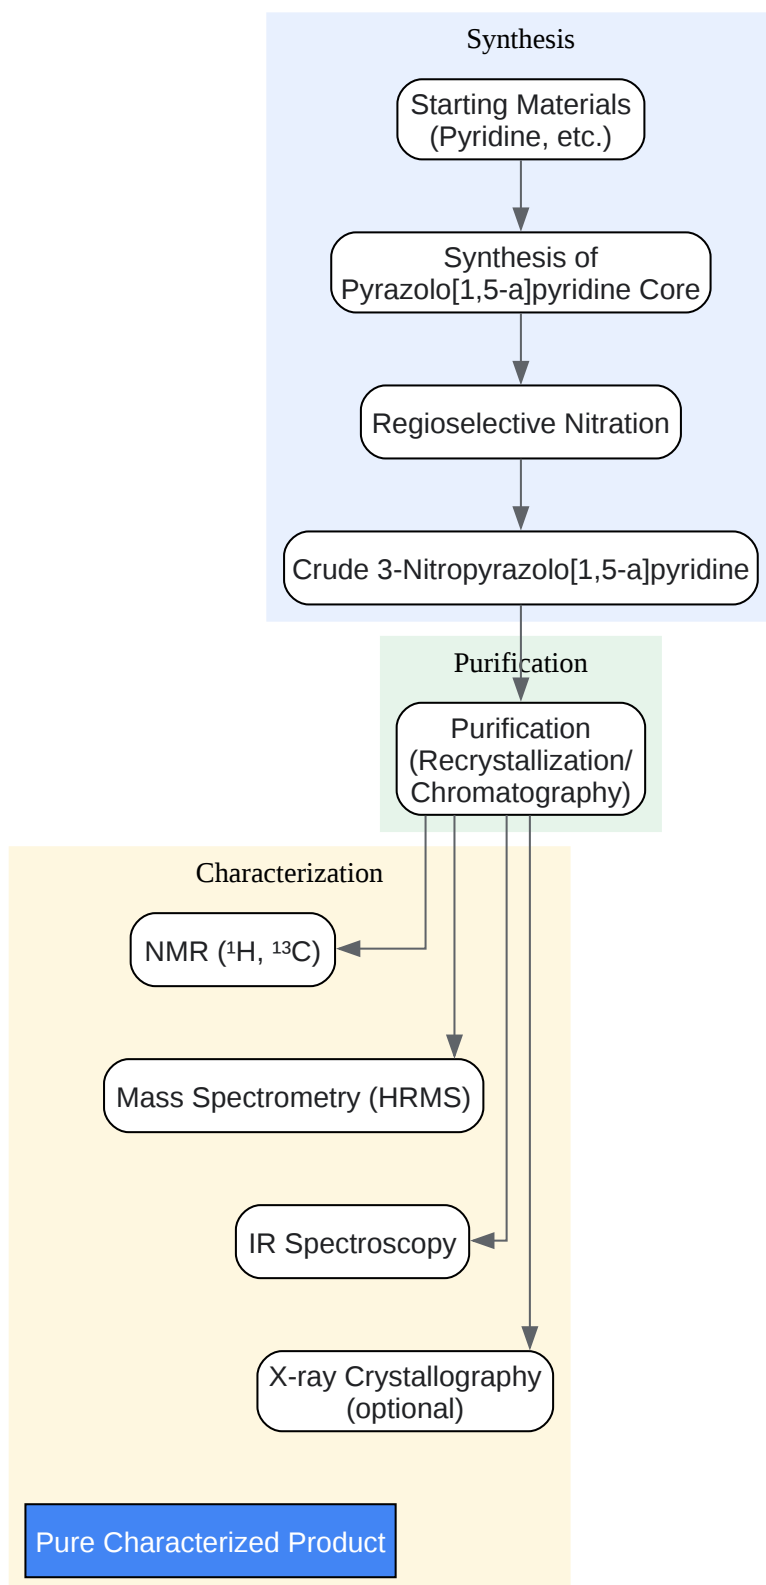 Synthesis
Starting Materials
(Pyridine, etc.)
Synthesis of
Pyrazolo[1,5-a]pyridine Core
Regioselective Nitration
Crude 3-Nitropyrazolo[1,5-a]pyridine
Purification
Purification
(Recrystallization/
Chromatography)
Characterization
NMR (¹H, ¹³C)
Mass Spectrometry (HRMS)
IR Spectroscopy
X-ray Crystallography
(optional)
Pure Characterized Product